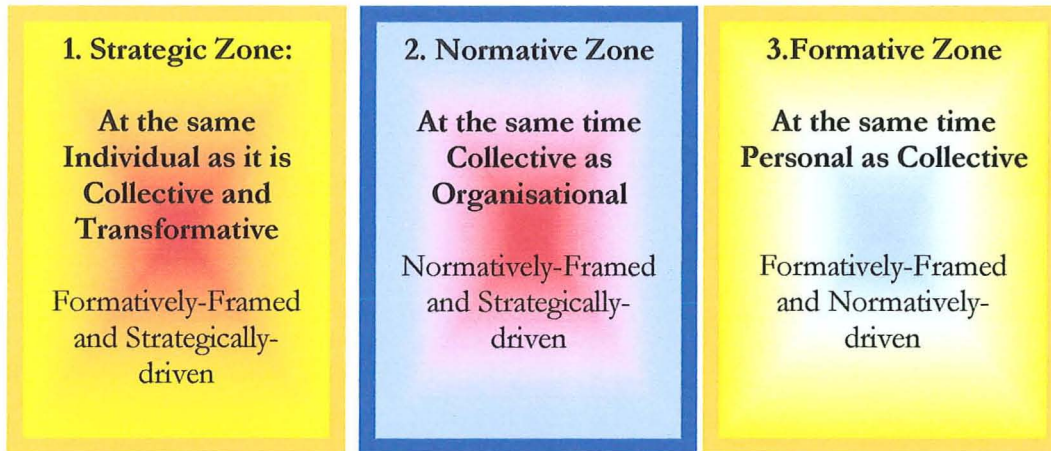 1. Strategic Zone:
At the same
Individual as it is
Collective and
Transformative
Formatively-Framed
and Strategically-
driven
2. Normative Zone
At the same time
Collective as
Organisational
Normatively-Framed
and Strategically-
driven
3.Formative Zone
At the same time
Personal as Collective
Formatively-Framed
and Normatively-
driven